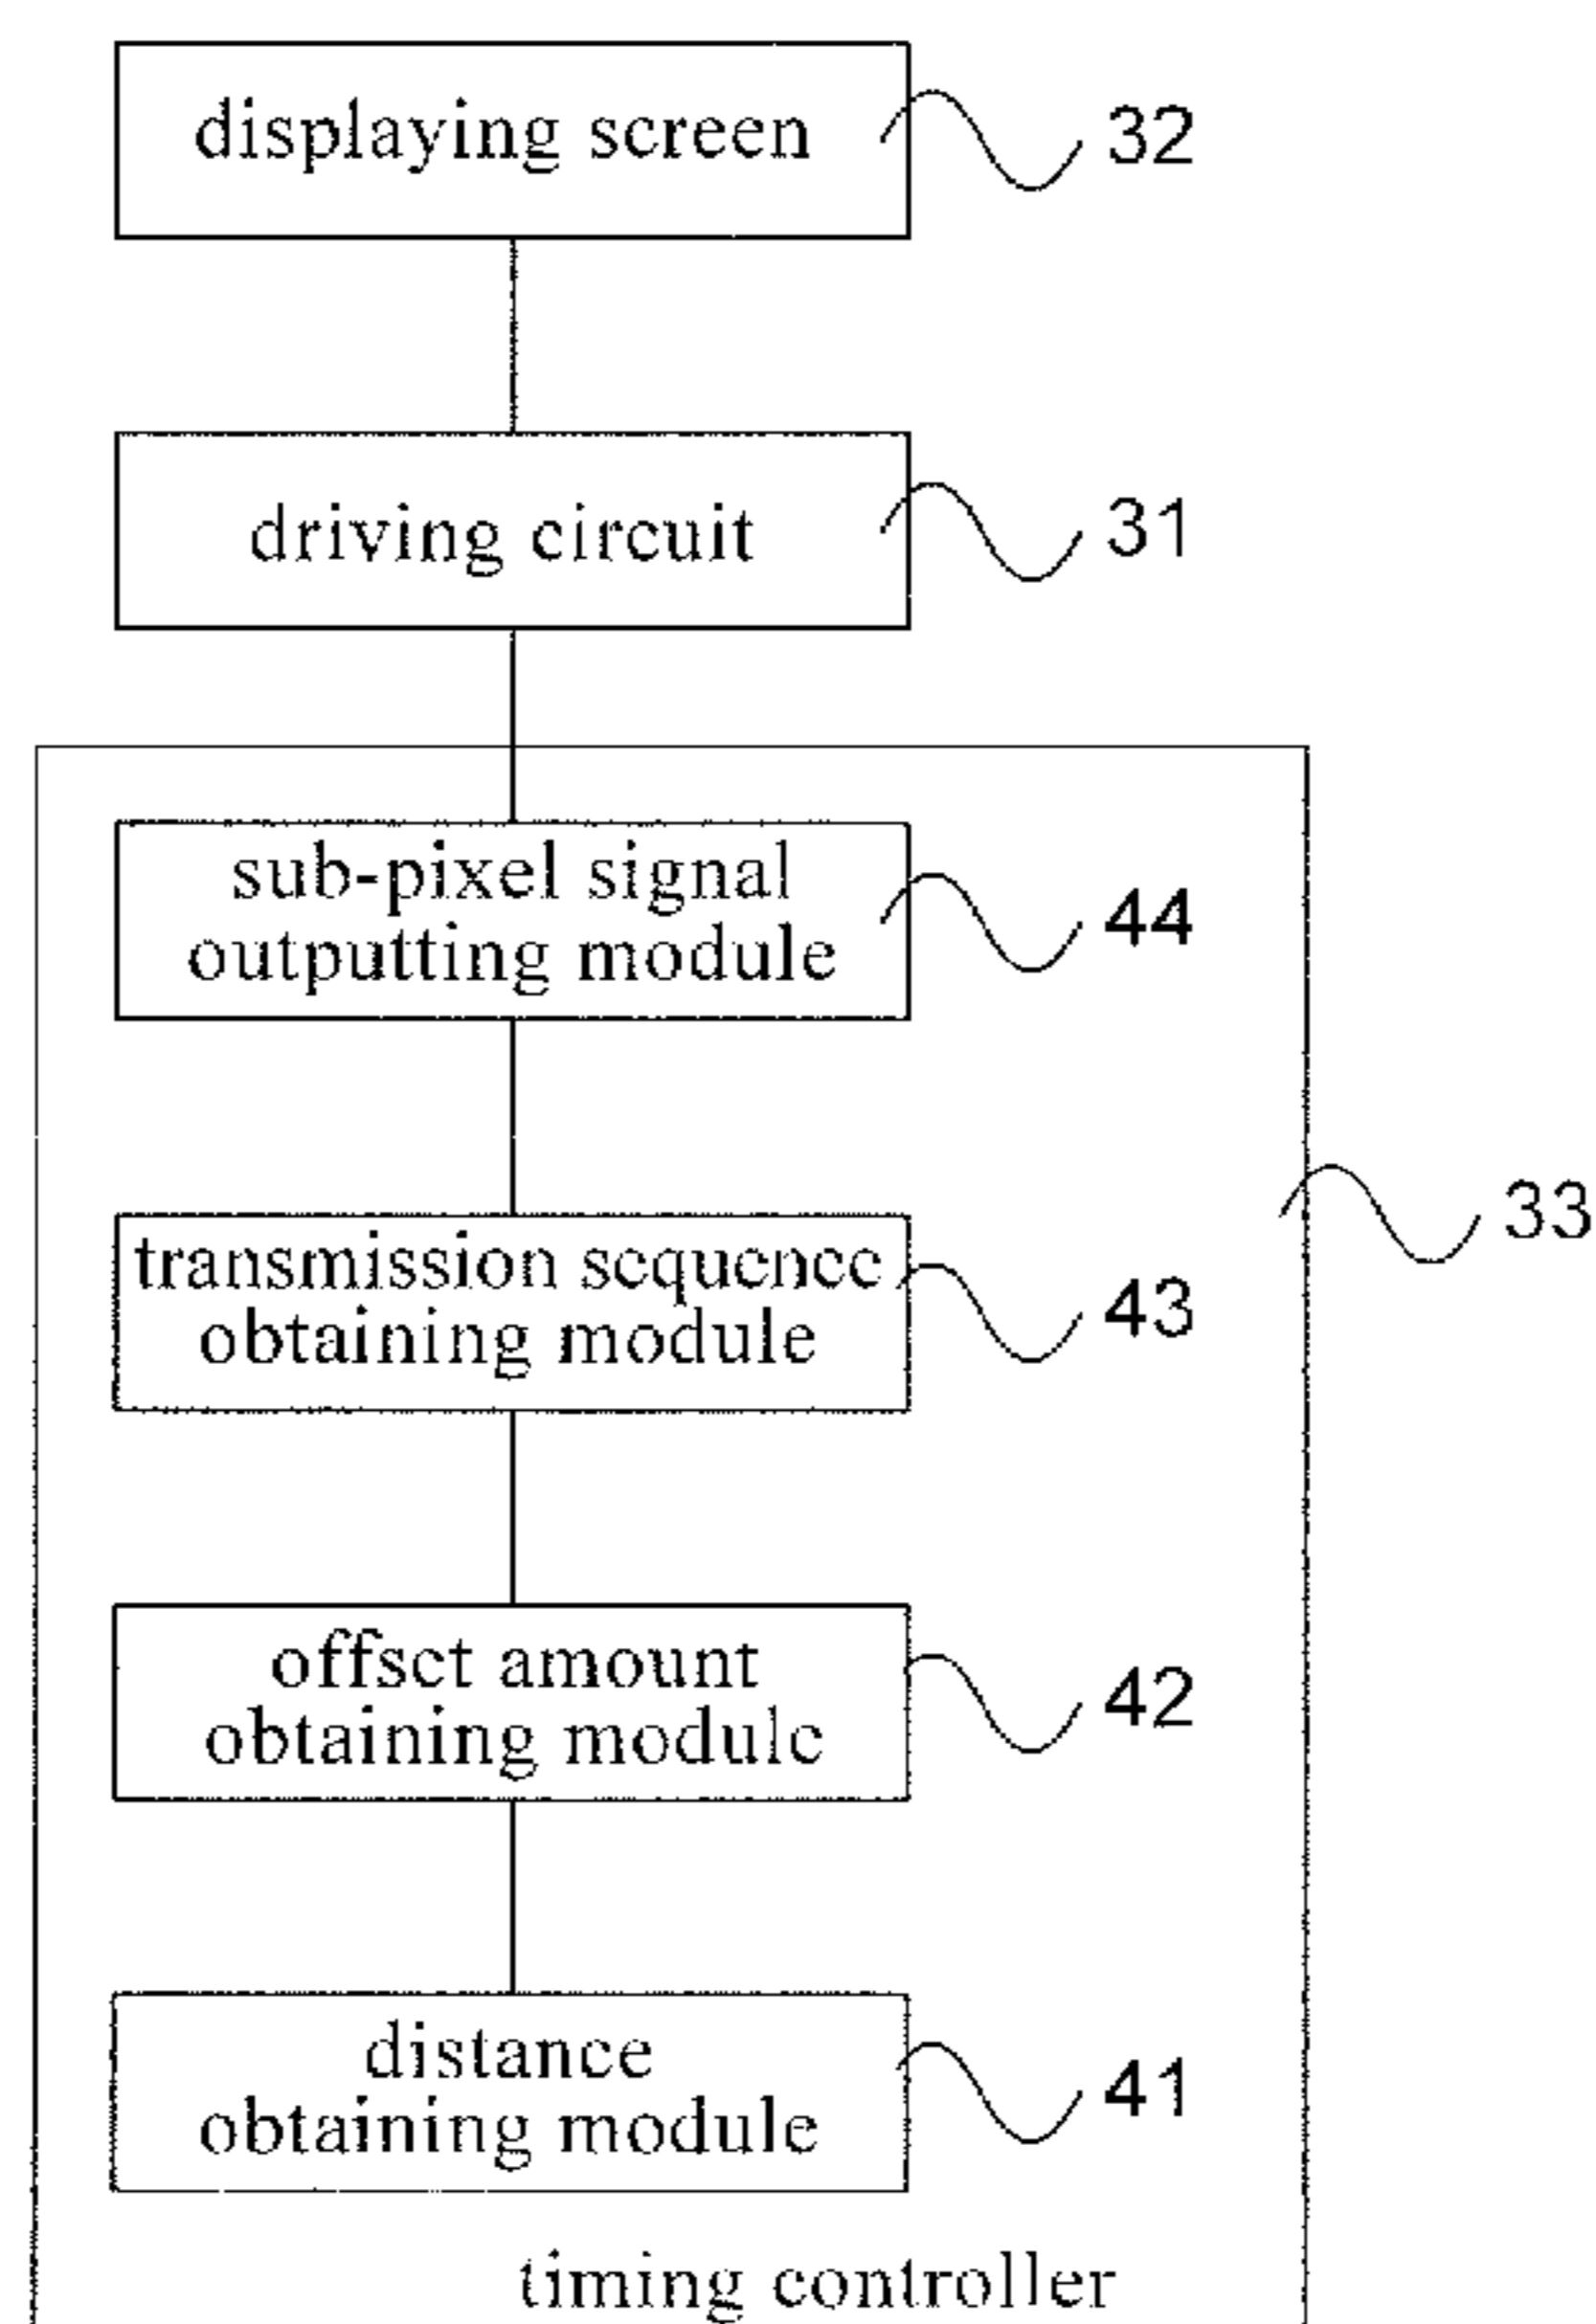 displaying screen
32
driving circuit
31
sub-pixel signal
outputting module
44
33
transmission sequence
obtaining module
43
offset amount
obtaining module
42
distance
obtaining module
41
timing controller